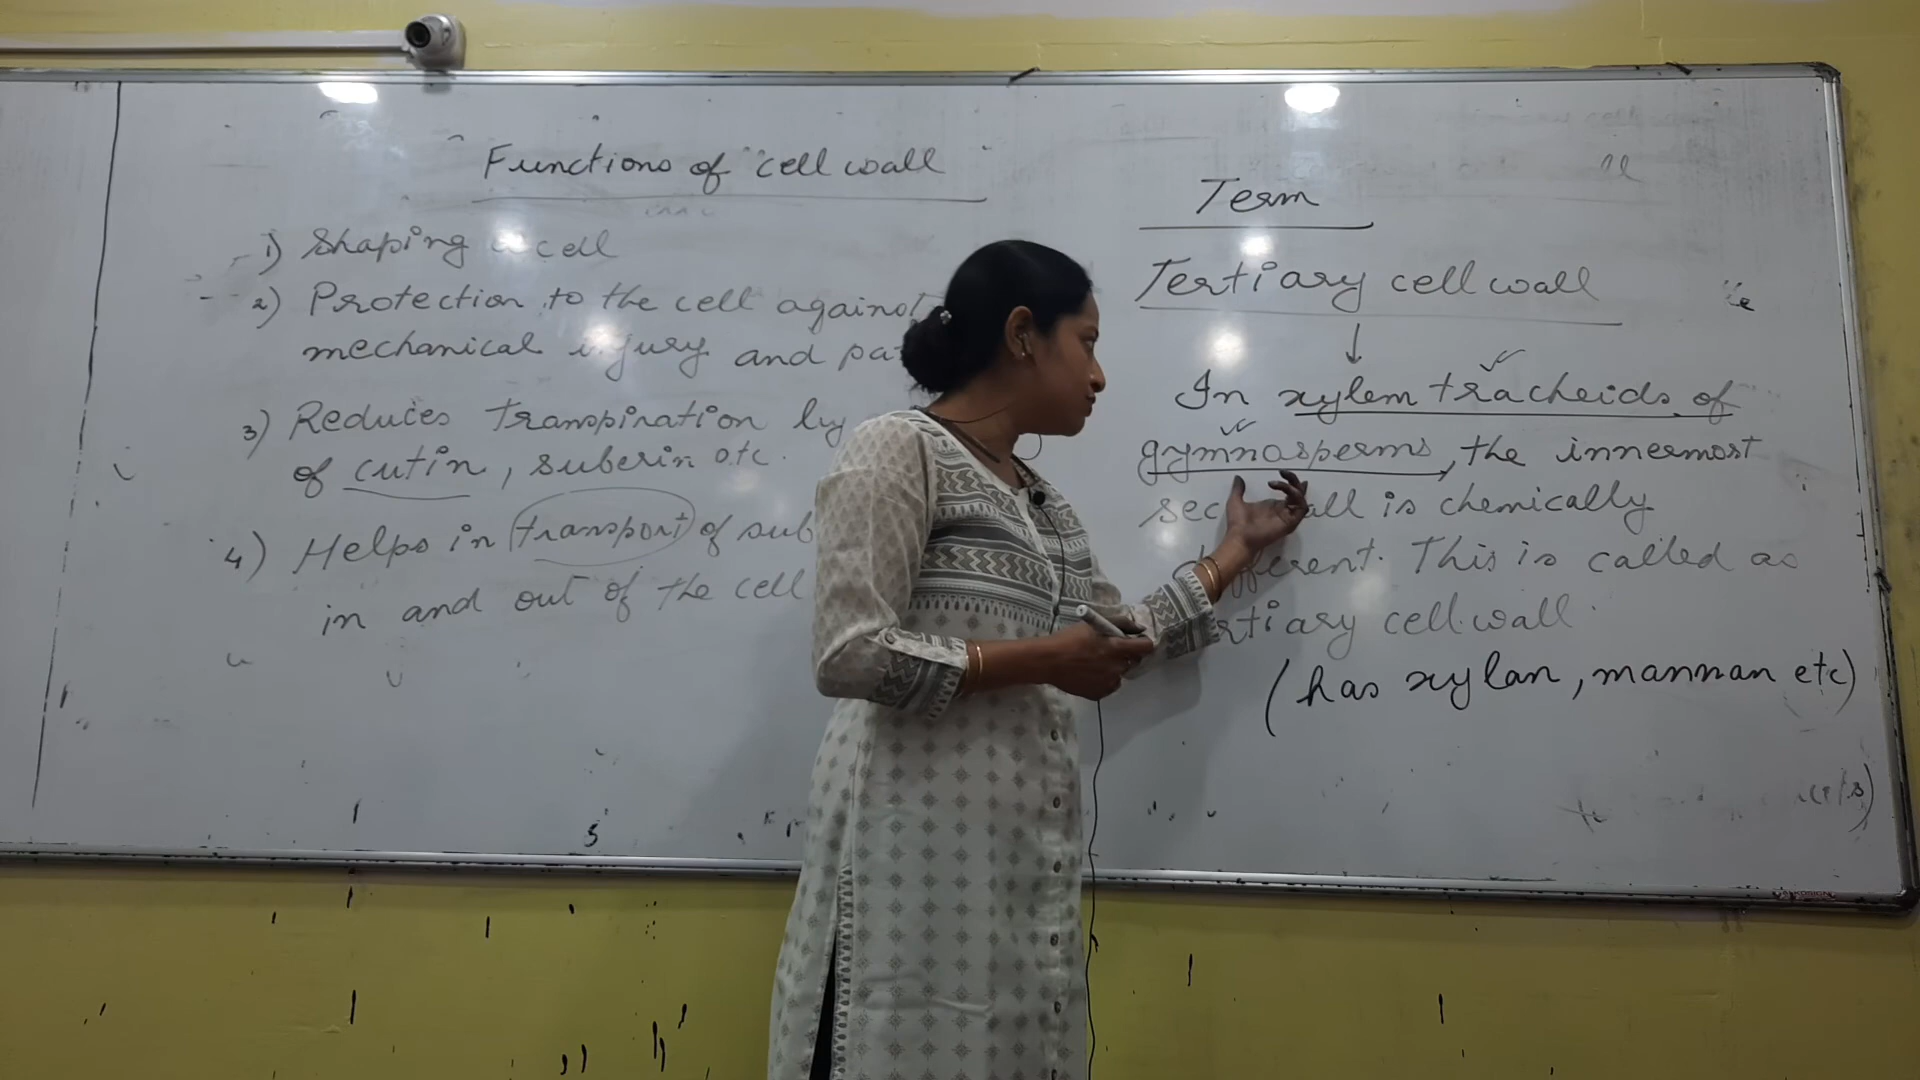 Functions of cell wall
1) Shaping a cell
2) Protection to the cell against
mechanical injury and
3) Reduces transpiration by
of cutin, suberin etc.
4) Helps in transport of
in and out of the cell
Term
Tertiary cell wall
In xylem tracheids of
gymnosperms, the innermost
is chemically
This is called as
cell wall
(has xylan, mannan etc)